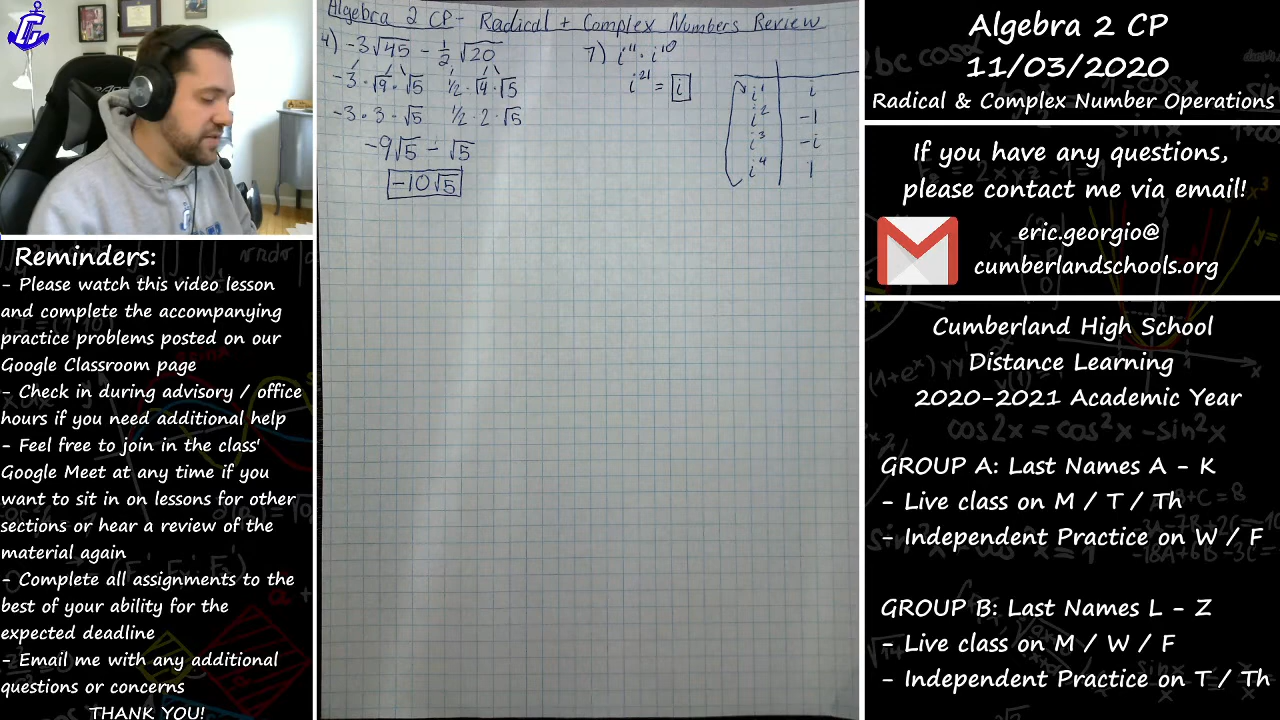 Algebra 2 CP - Radical + Complex Numbers Review
4) -3√45 - 1/2 √20
-3 · √9 · √5 1/2 · √4 · √5
-3 · 3 · √5 1/2 · 2 · √5
-9√5 - √5
-10√5
7) i¹¹ · i¹⁰
i²¹ = i
i¹ i
i² -1
i³ -i
i⁴ 1
Reminders:
- Please watch this video lesson
and complete the accompanying
practice problems posted on our
Google Classroom page
- Check in during advisory / office
hours if you need additional help
- Feel free to join in the class'
Google Meet at any time if you
want to sit in on lessons for other
sections or hear a review of the
material again
- Complete all assignments to the
best of your ability for the
expected deadline
- Email me with any additional
questions or concerns
THANK YOU!
Algebra 2 CP
11/03/2020
Radical & Complex Number Operations
If you have any questions,
please contact me via email!
eric.georgio@
cumberlandschools.org
Cumberland High School
Distance Learning
2020-2021 Academic Year
cos2x = cos²x - sin²x
GROUP A: Last Names A - K
- Live class on M / T / Th
- Independent Practice on W / F
GROUP B: Last Names L - Z
- Live class on M / W / F
- Independent Practice on T / Th